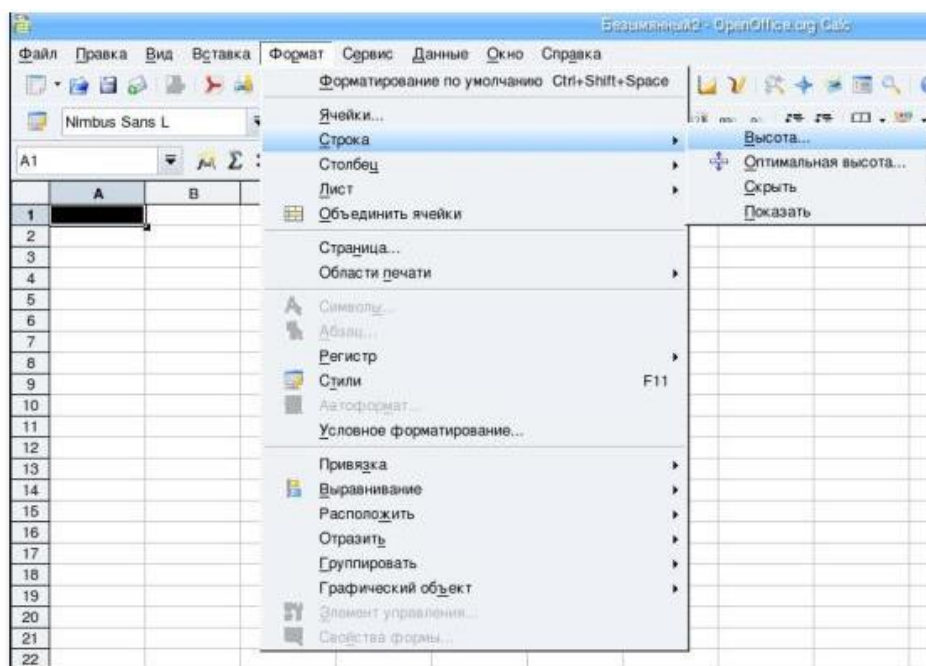 Безымянный2 - OpenOffice.org Calc
Файл Правка Вид Вставка Формат Сервис Данные Окно Справка
Форматирование по умолчанию Ctrl+Shift+Space
Nimbus Sans L
Ячейки...
Строка
Высота...
A1
Столбец
Оптимальная высота...
A B
Лист
Скрыть
1
Объединить ячейки
Показать
2
3
Страница...
4
Области печати
5
Символы...
6
Абзац...
7
Регистр
8
9
Стили F11
10
Автоформат...
11
Условное форматирование...
12
13
Привязка
14
Выравнивание
15
Расположить
16
Отразить
17
Группировать
18
Графический объект
19
20
Элемент управления...
21
Свойства формы...
22